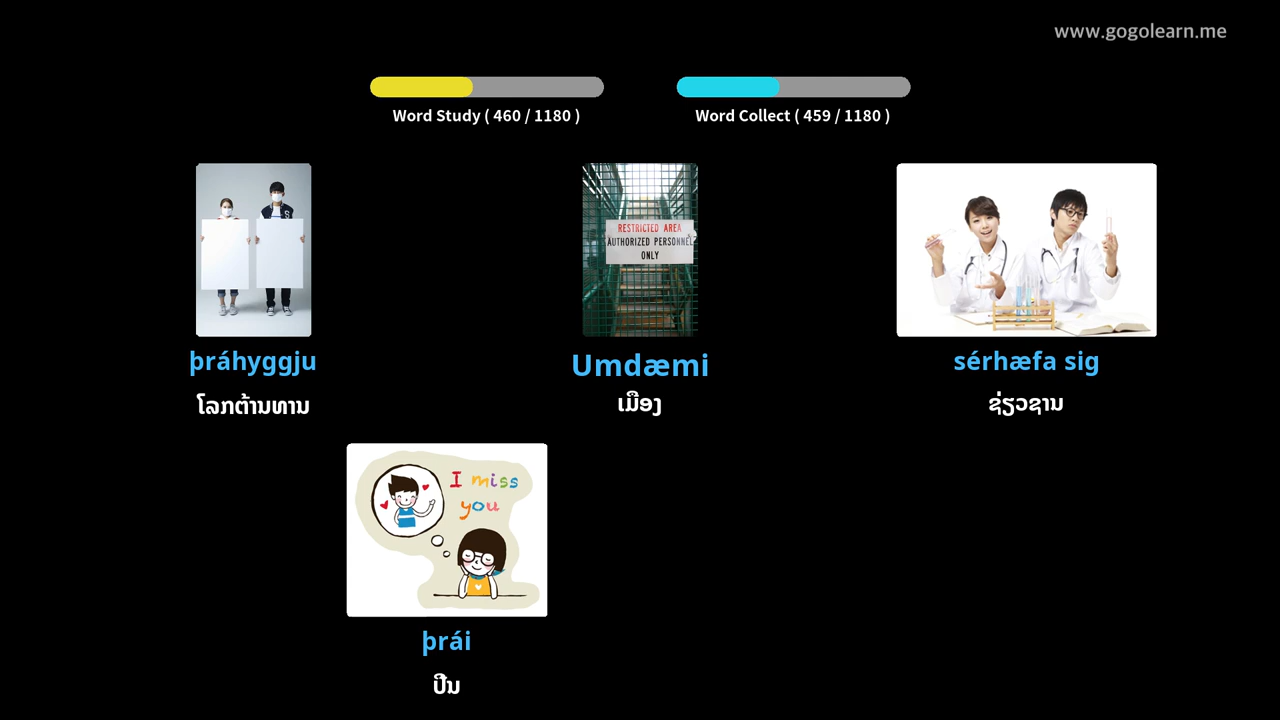 www.gogolearn.me
Word Study ( 460 / 1180 )
Word Collect ( 459 / 1180 )
RESTRICTED AREA
AUTHORIZED PERSONNEL
ONLY
þráhyggju
Umdæmi
sérhæfa sig
ໂລກຕ້ານທານ
ເມືອງ
ຊ່ຽວຊານ
I miss
you
þrái
ປີນ